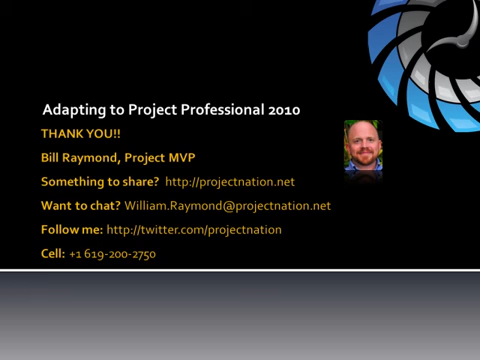 Adapting to Project Professional 2010
THANK YOU!!
Bill Raymond, Project MVP
Something to share? http://projectnation.net
Want to chat? William.Raymond@projectnation.net
Follow me: http://twitter.com/projectnation
Cell: +1 619-200-2750